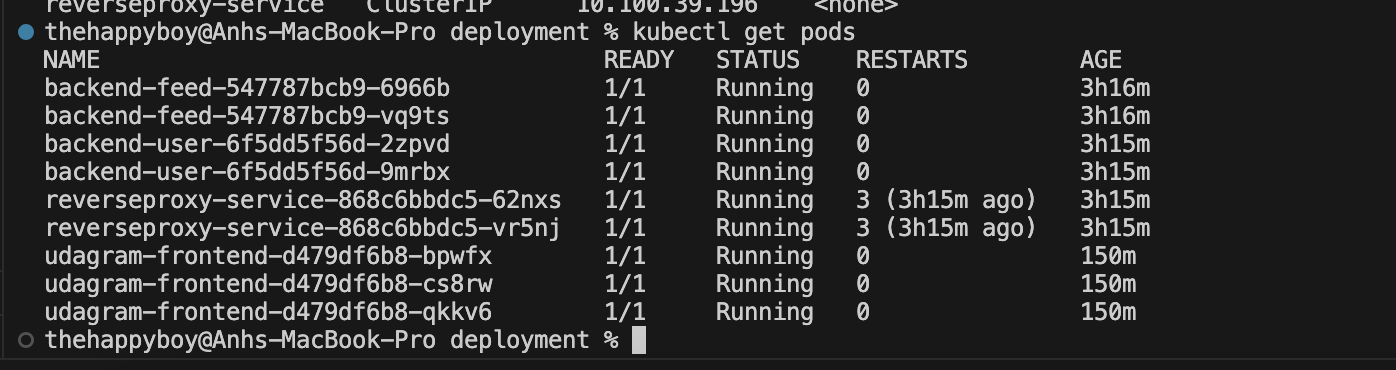 reverseproxy-service ClusterIP 10.100.39.196 <none>
thehappyboy@Anhs-MacBook-Pro deployment % kubectl get pods
NAME READY STATUS RESTARTS AGE
backend-feed-547787bcb9-6966b 1/1 Running 0 3h16m
backend-feed-547787bcb9-vq9ts 1/1 Running 0 3h16m
backend-user-6f5dd5f56d-2zpvd 1/1 Running 0 3h15m
backend-user-6f5dd5f56d-9mrbx 1/1 Running 0 3h15m
reverseproxy-service-868c6bbdc5-62nxs 1/1 Running 3 (3h15m ago) 3h15m
reverseproxy-service-868c6bbdc5-vr5nj 1/1 Running 3 (3h15m ago) 3h15m
udagram-frontend-d479df6b8-bpwfx 1/1 Running 0 150m
udagram-frontend-d479df6b8-cs8rw 1/1 Running 0 150m
udagram-frontend-d479df6b8-qkkv6 1/1 Running 0 150m
thehappyboy@Anhs-MacBook-Pro deployment %